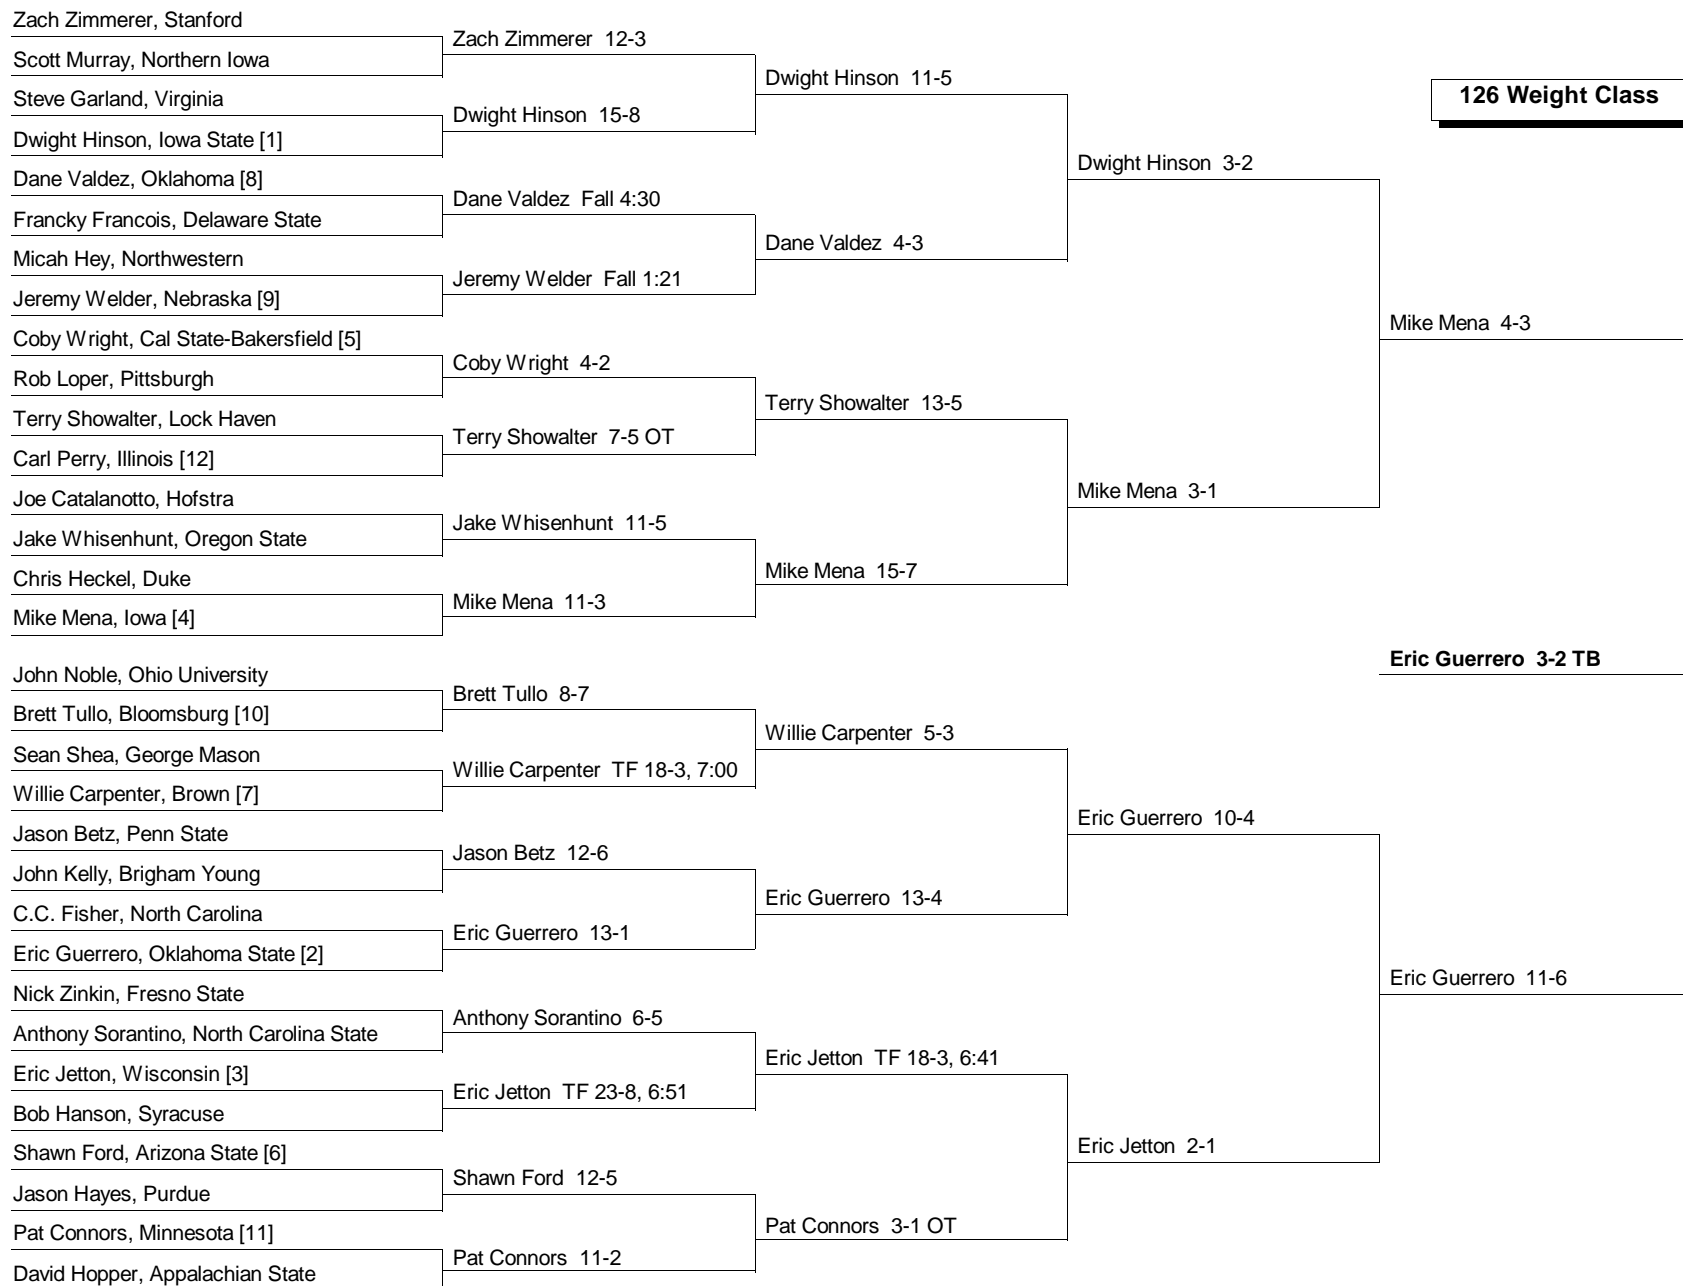 Zach Zimmerer, Stanford
Scott Murray, Northern Iowa
Steve Garland, Virginia
Dwight Hinson, Iowa State [1]
Dane Valdez, Oklahoma [8]
Francky Francois, Delaware State
Micah Hey, Northwestern
Jeremy Welder, Nebraska [9]
Coby Wright, Cal State-Bakersfield [5]
Rob Loper, Pittsburgh
Terry Showalter, Lock Haven
Carl Perry, Illinois [12]
Joe Catalanotto, Hofstra
Jake Whisenhunt, Oregon State
Chris Heckel, Duke
Mike Mena, Iowa [4]
John Noble, Ohio University
Brett Tullo, Bloomsburg [10]
Sean Shea, George Mason
Willie Carpenter, Brown [7]
Jason Betz, Penn State
John Kelly, Brigham Young
C.C. Fisher, North Carolina
Eric Guerrero, Oklahoma State [2]
Nick Zinkin, Fresno State
Anthony Sorantino, North Carolina State
Eric Jetton, Wisconsin [3]
Bob Hanson, Syracuse
Shawn Ford, Arizona State [6]
Jason Hayes, Purdue
Pat Connors, Minnesota [11]
David Hopper, Appalachian State
Zach Zimmerer 12-3
Dwight Hinson 15-8
Dane Valdez Fall 4:30
Jeremy Welder Fall 1:21
Coby Wright 4-2
Terry Showalter 7-5 OT
Jake Whisenhunt 11-5
Mike Mena 11-3
Brett Tullo 8-7
Willie Carpenter TF 18-3, 7:00
Jason Betz 12-6
Eric Guerrero 13-1
Anthony Sorantino 6-5
Eric Jetton TF 23-8, 6:51
Shawn Ford 12-5
Pat Connors 11-2
Dwight Hinson 11-5
Dane Valdez 4-3
Terry Showalter 13-5
Mike Mena 15-7
Willie Carpenter 5-3
Eric Guerrero 13-4
Eric Jetton TF 18-3, 6:41
Pat Connors 3-1 OT
Dwight Hinson 3-2
Mike Mena 3-1
Eric Guerrero 10-4
Eric Jetton 2-1
126 Weight Class
Mike Mena 4-3
Eric Guerrero 3-2 TB
Eric Guerrero 11-6